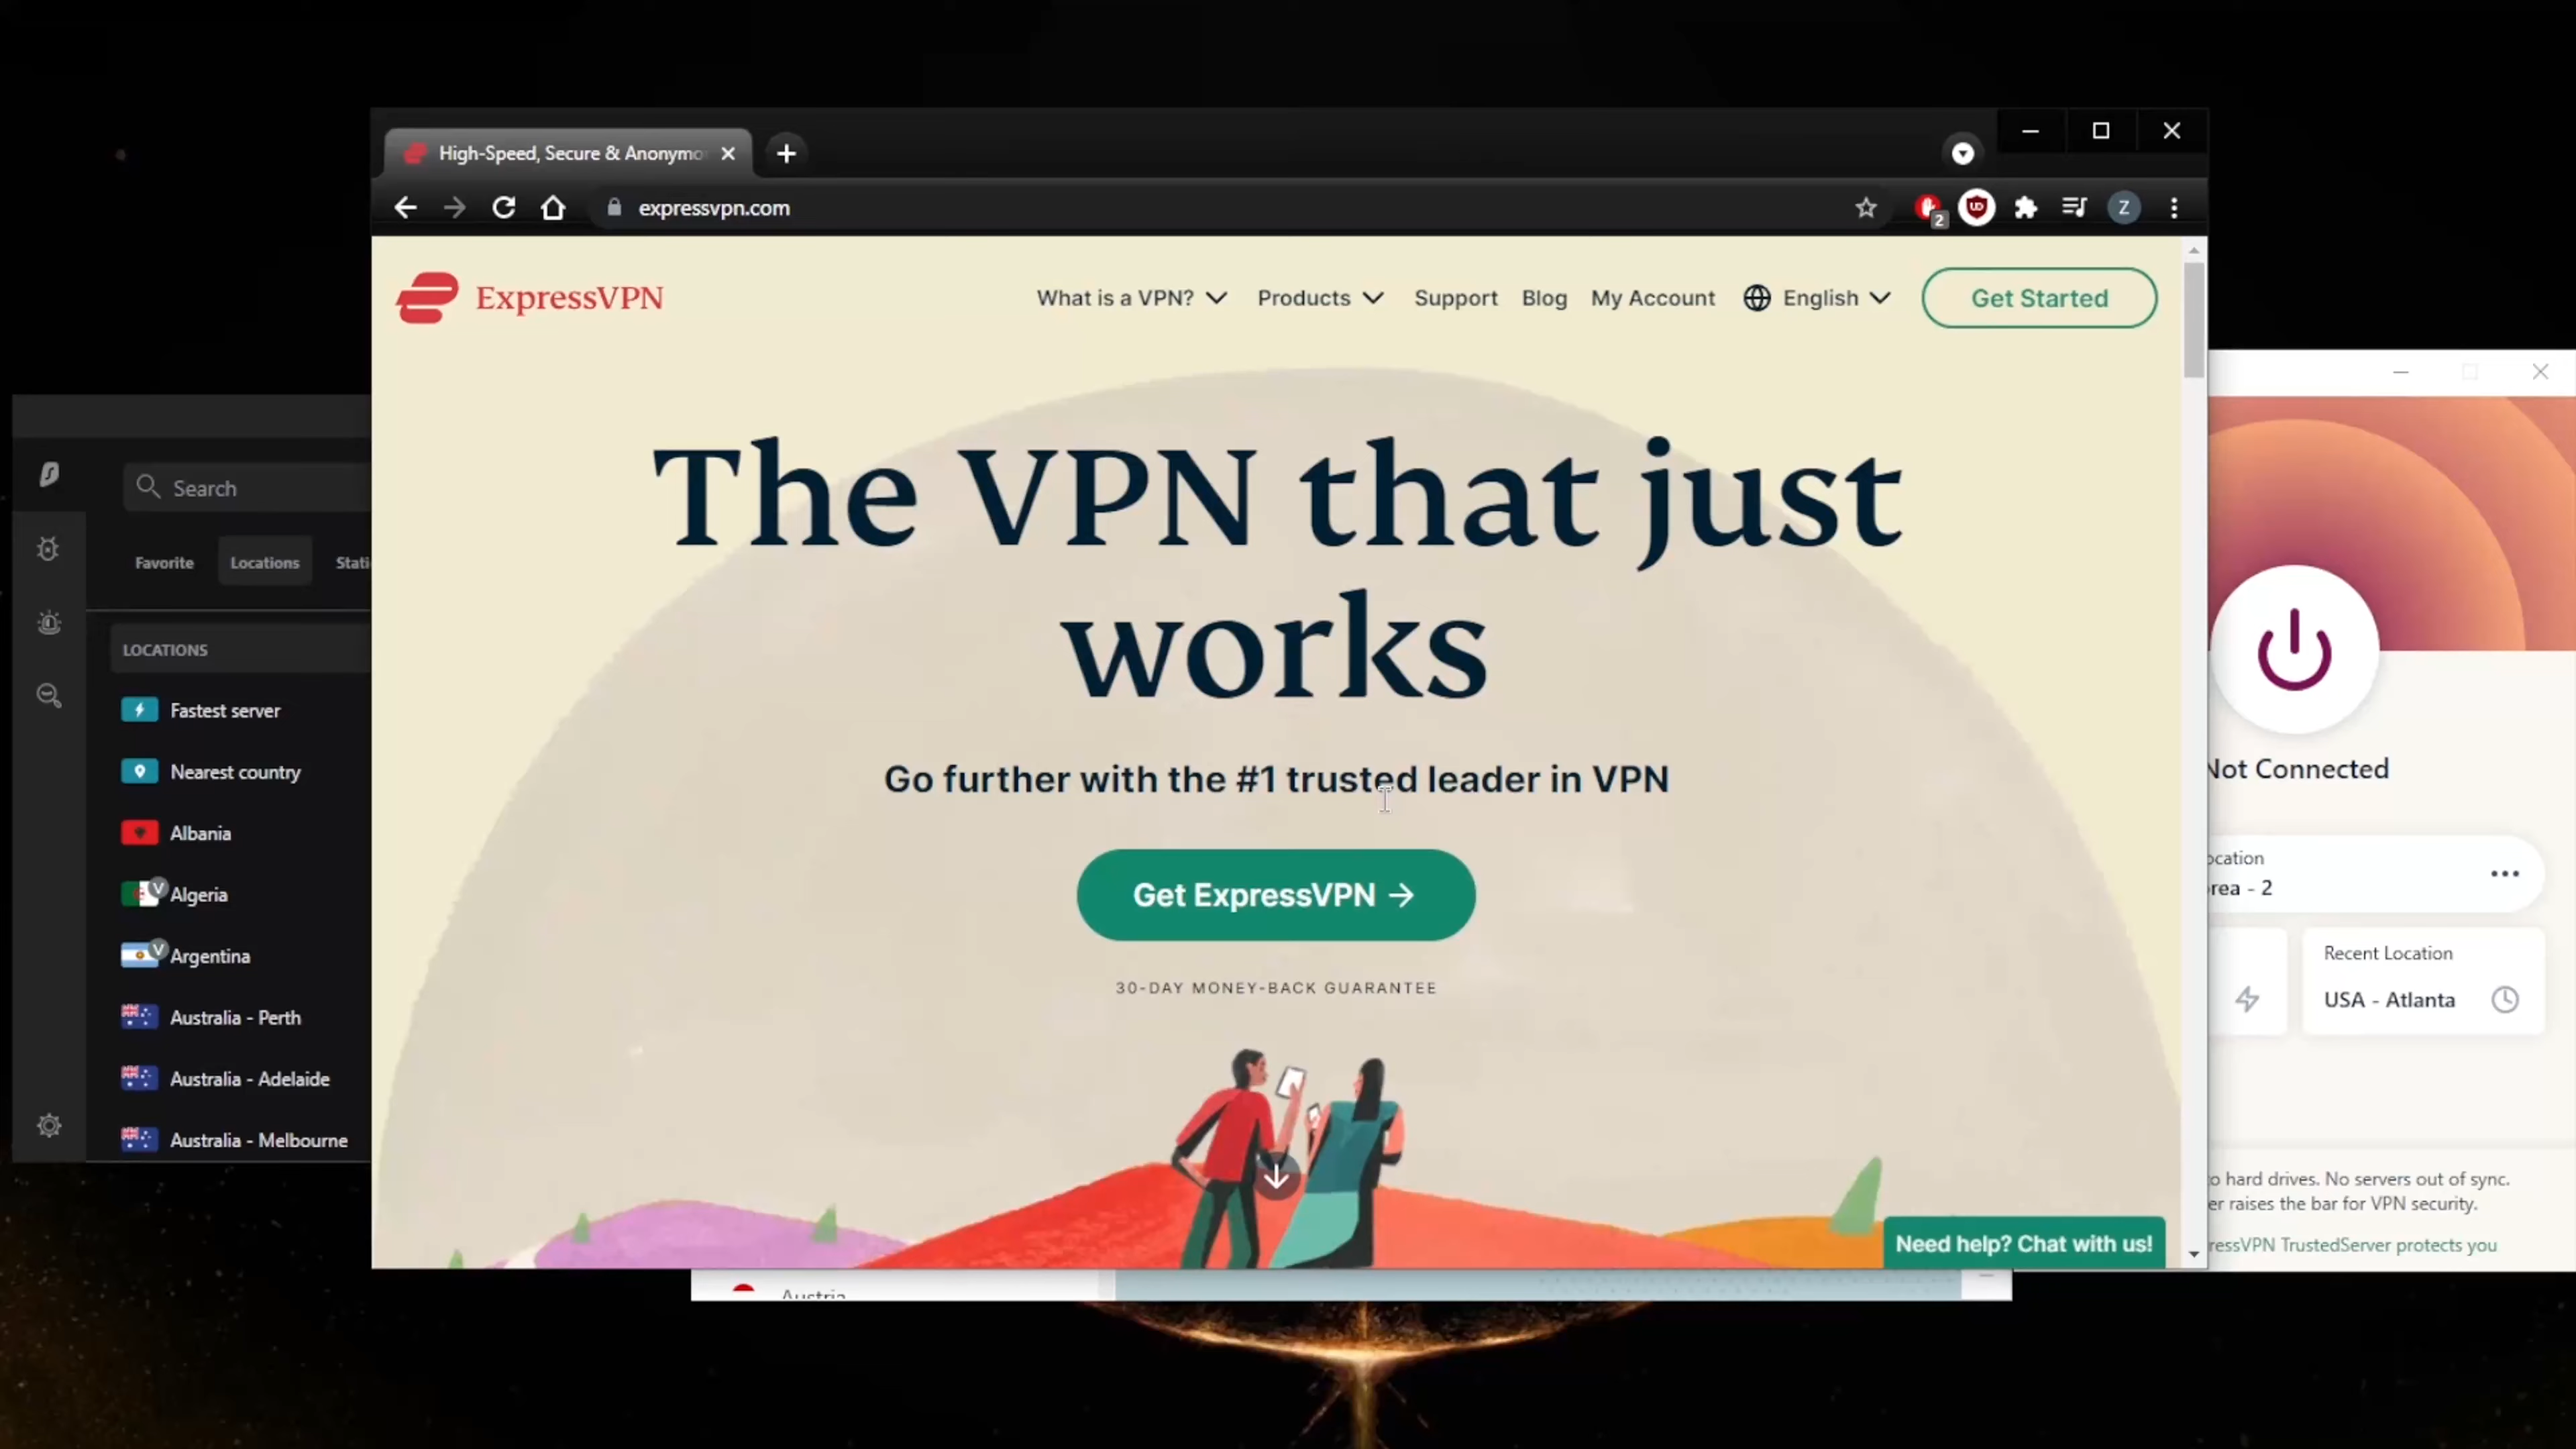 High-Speed, Secure & Anonymo
expressvpn.com
2
Z
ExpressVPN
What is a VPN? Products Support Blog My Account English Get Started
The VPN that just
works
Go further with the #1 trusted leader in VPN
Get ExpressVPN →
30-DAY MONEY-BACK GUARANTEE
Need help? Chat with us!
Search
Favorite Locations Stati
LOCATIONS
Fastest server
Nearest country
Albania
V Algeria
V Argentina
Australia - Perth
Australia - Adelaide
Australia - Melbourne
Not Connected
ocation
rea - 2
Recent Location
USA - Atlanta
o hard drives. No servers out of sync.
er raises the bar for VPN security.
ressVPN TrustedServer protects you
Austria